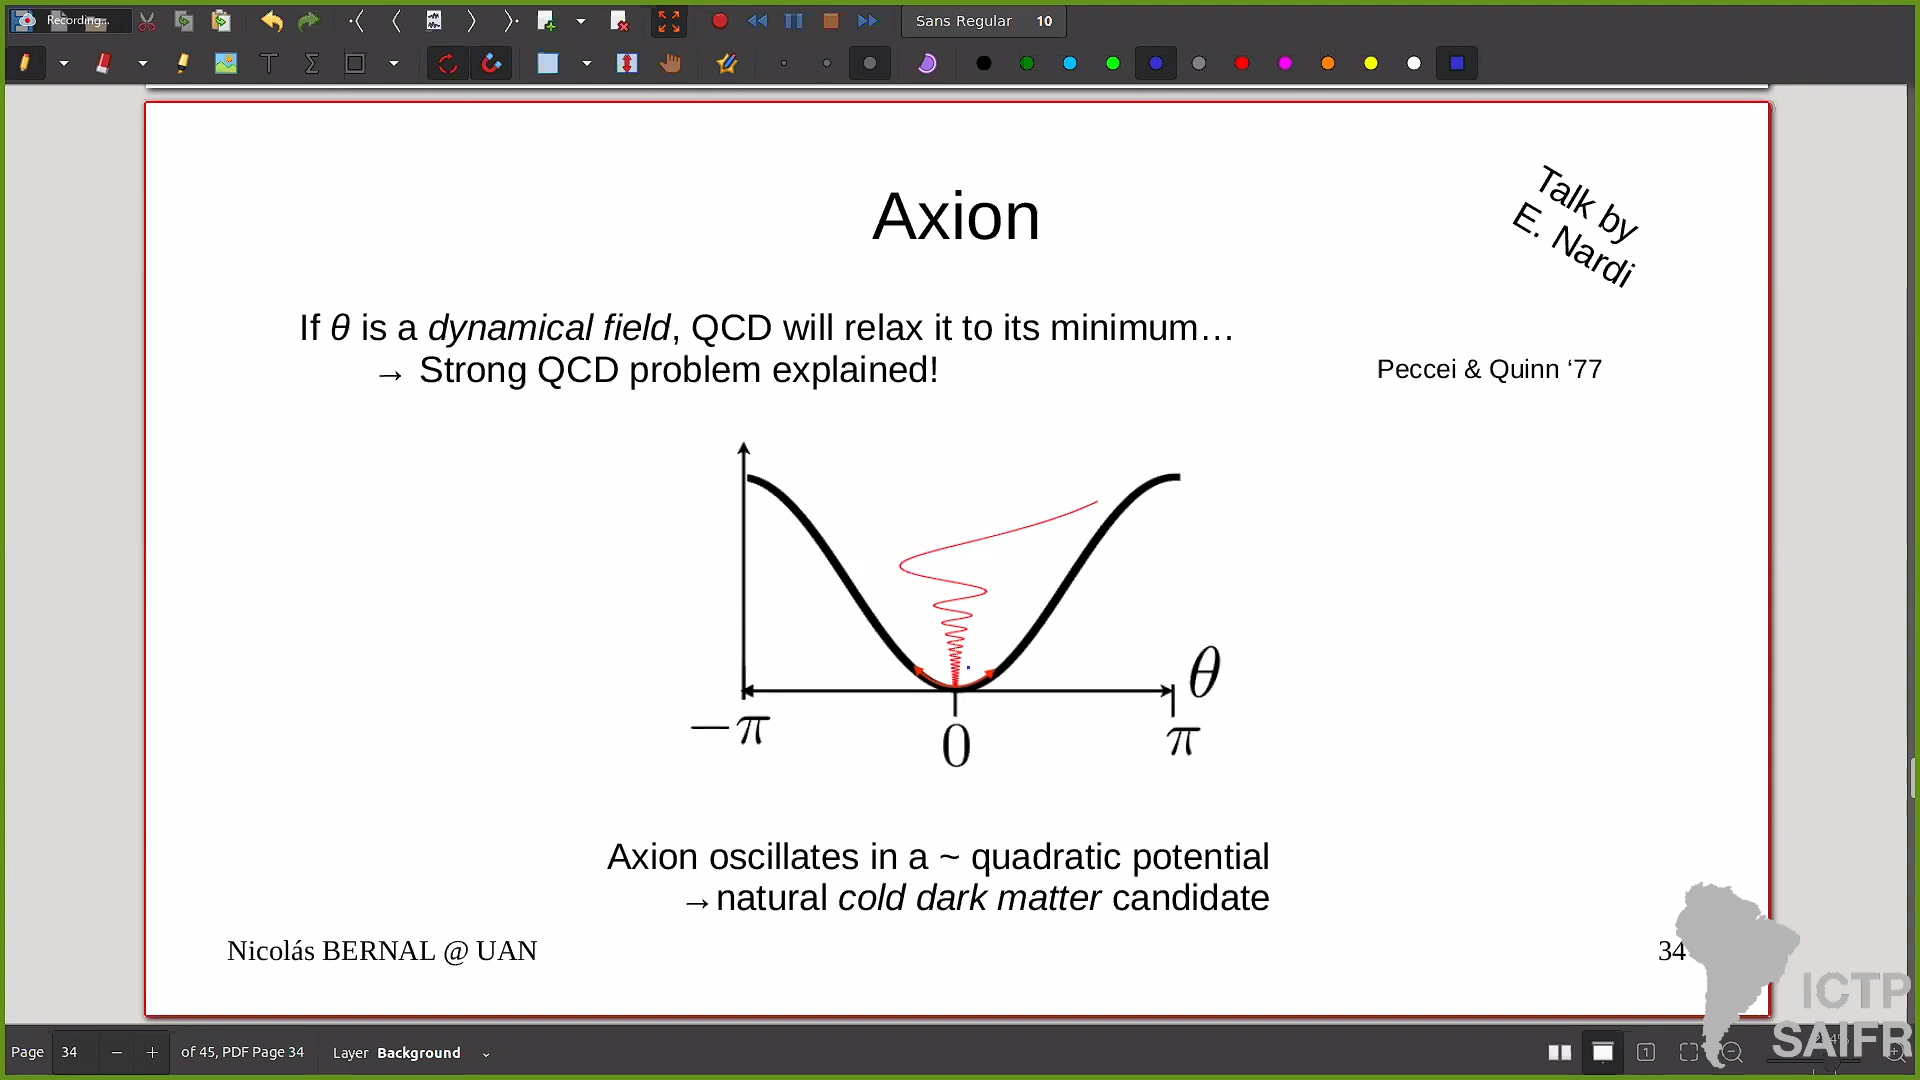 Recording...
Sans Regular 10
Axion
Talk by
E. Nardi
If θ is a dynamical field, QCD will relax it to its minimum…
→ Strong QCD problem explained!
Peccei & Quinn ‘77
θ
−π
0
π
Axion oscillates in a ~ quadratic potential
→natural cold dark matter candidate
Nicolás BERNAL @ UAN
34
ICTP
SAIFR
Page 34 − + of 45, PDF Page 34 Layer Background